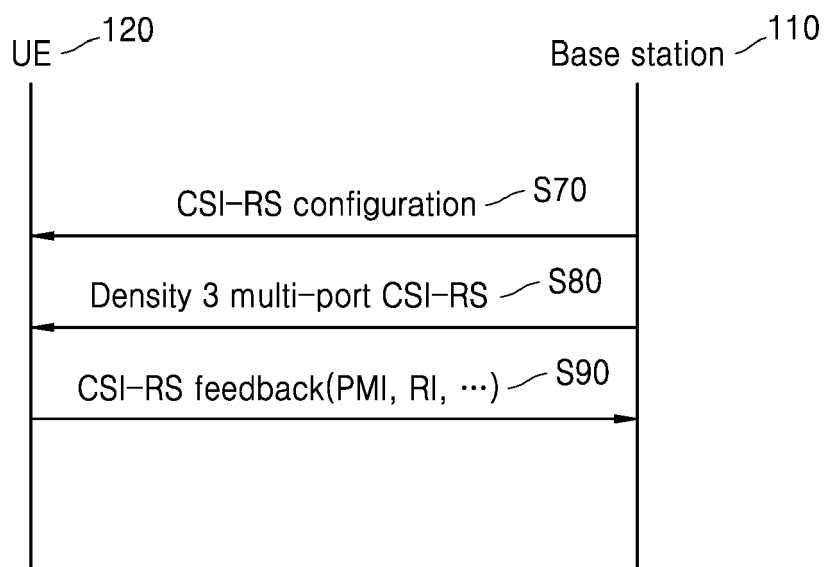 UE 120
Base station 110
CSI-RS configuration S70
Density 3 multi-port CSI-RS S80
CSI-RS feedback(PMI, RI, ···) S90